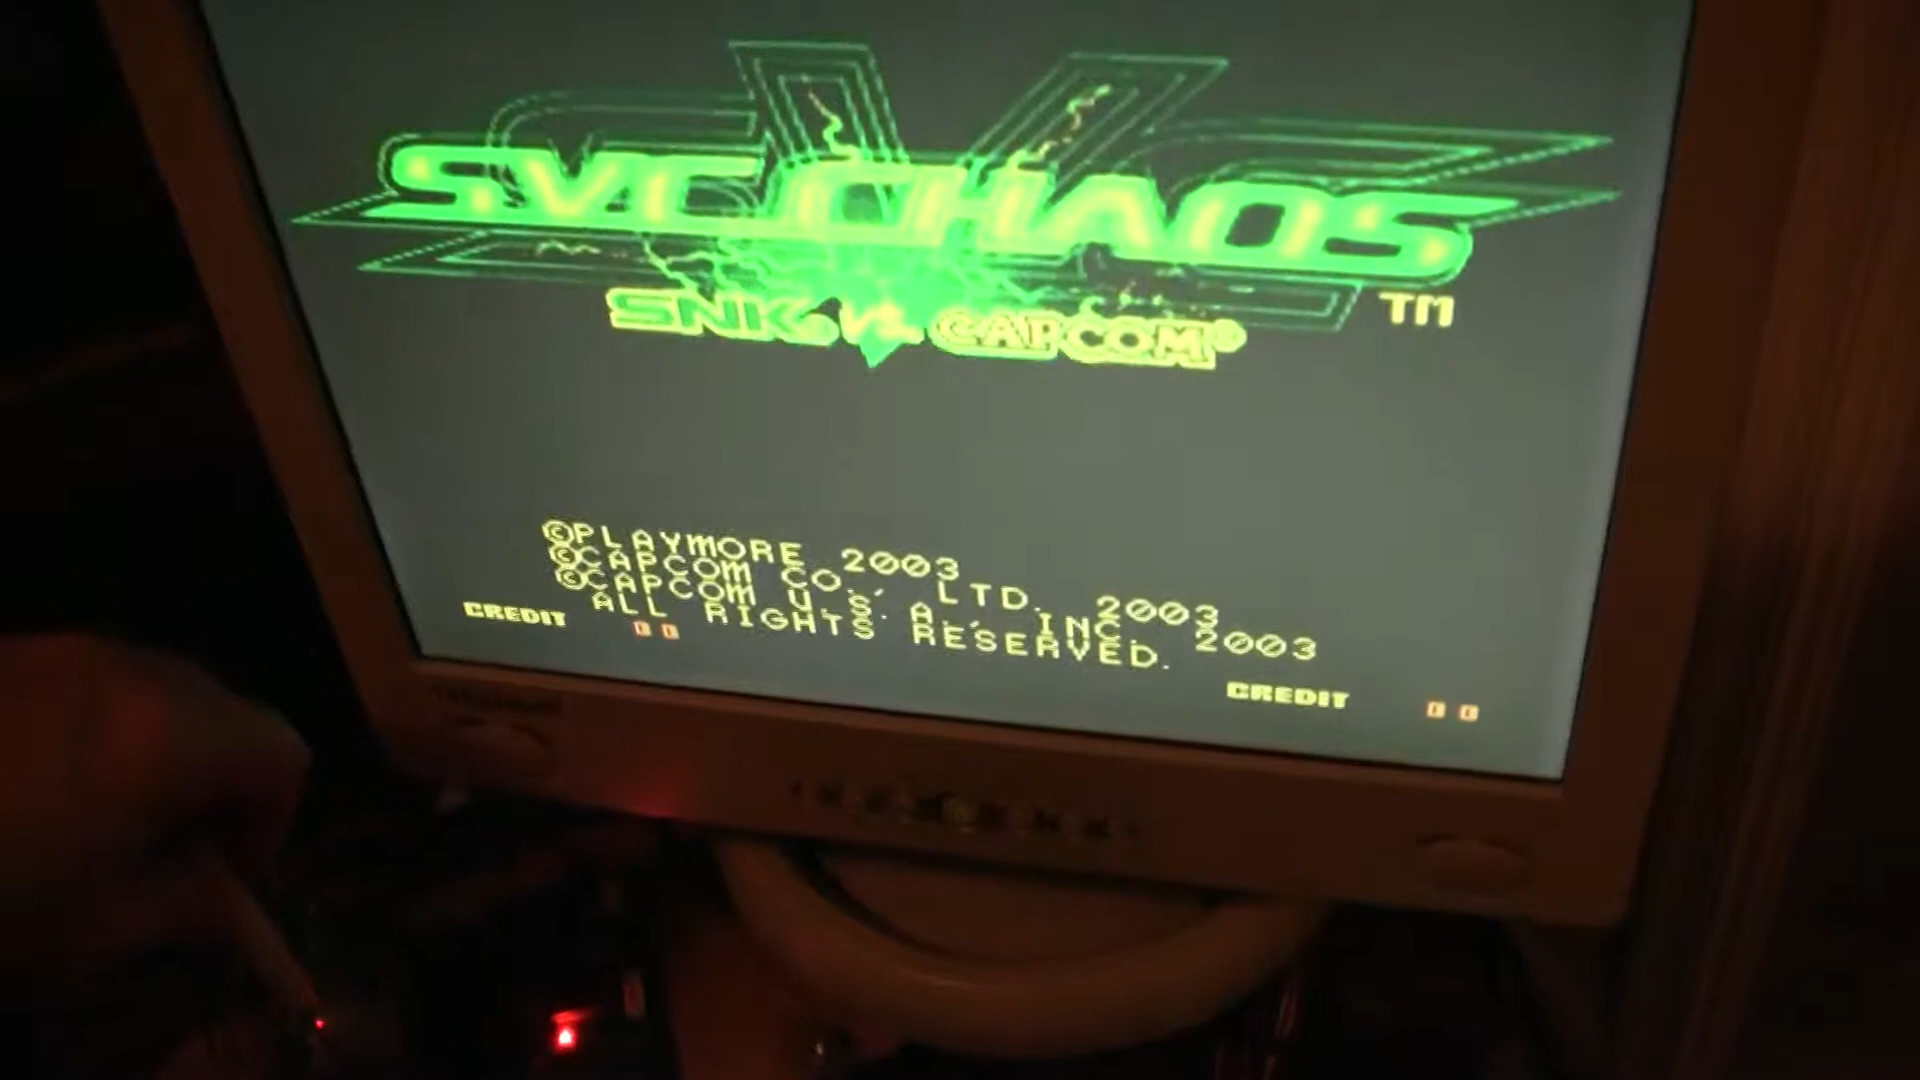 SVC CHAOS
TM
SNK® VS. CAPCOM®
©PLAYMORE 2003
©CAPCOM CO., LTD. 2003
©CAPCOM U.S.A., INC. 2003
ALL RIGHTS RESERVED.
CREDIT 00
CREDIT 00